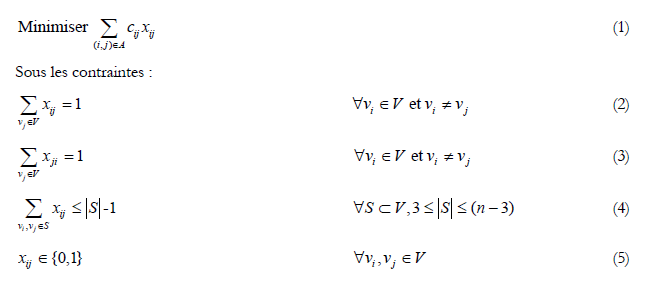 Minimiser ∑_{(i,j)∈A} c_{ij} x_{ij} (1)
Sous les contraintes :
∑_{v_j∈V} x_{ij} = 1 ∀v_i ∈ V et v_i ≠ v_j (2)
∑_{v_j∈V} x_{ji} = 1 ∀v_i ∈ V et v_i ≠ v_j (3)
∑_{v_i,v_j∈S} x_{ij} ≤ |S|-1 ∀S ⊂ V, 3 ≤ |S| ≤ (n − 3) (4)
x_{ij} ∈ {0,1} ∀v_i, v_j ∈ V (5)